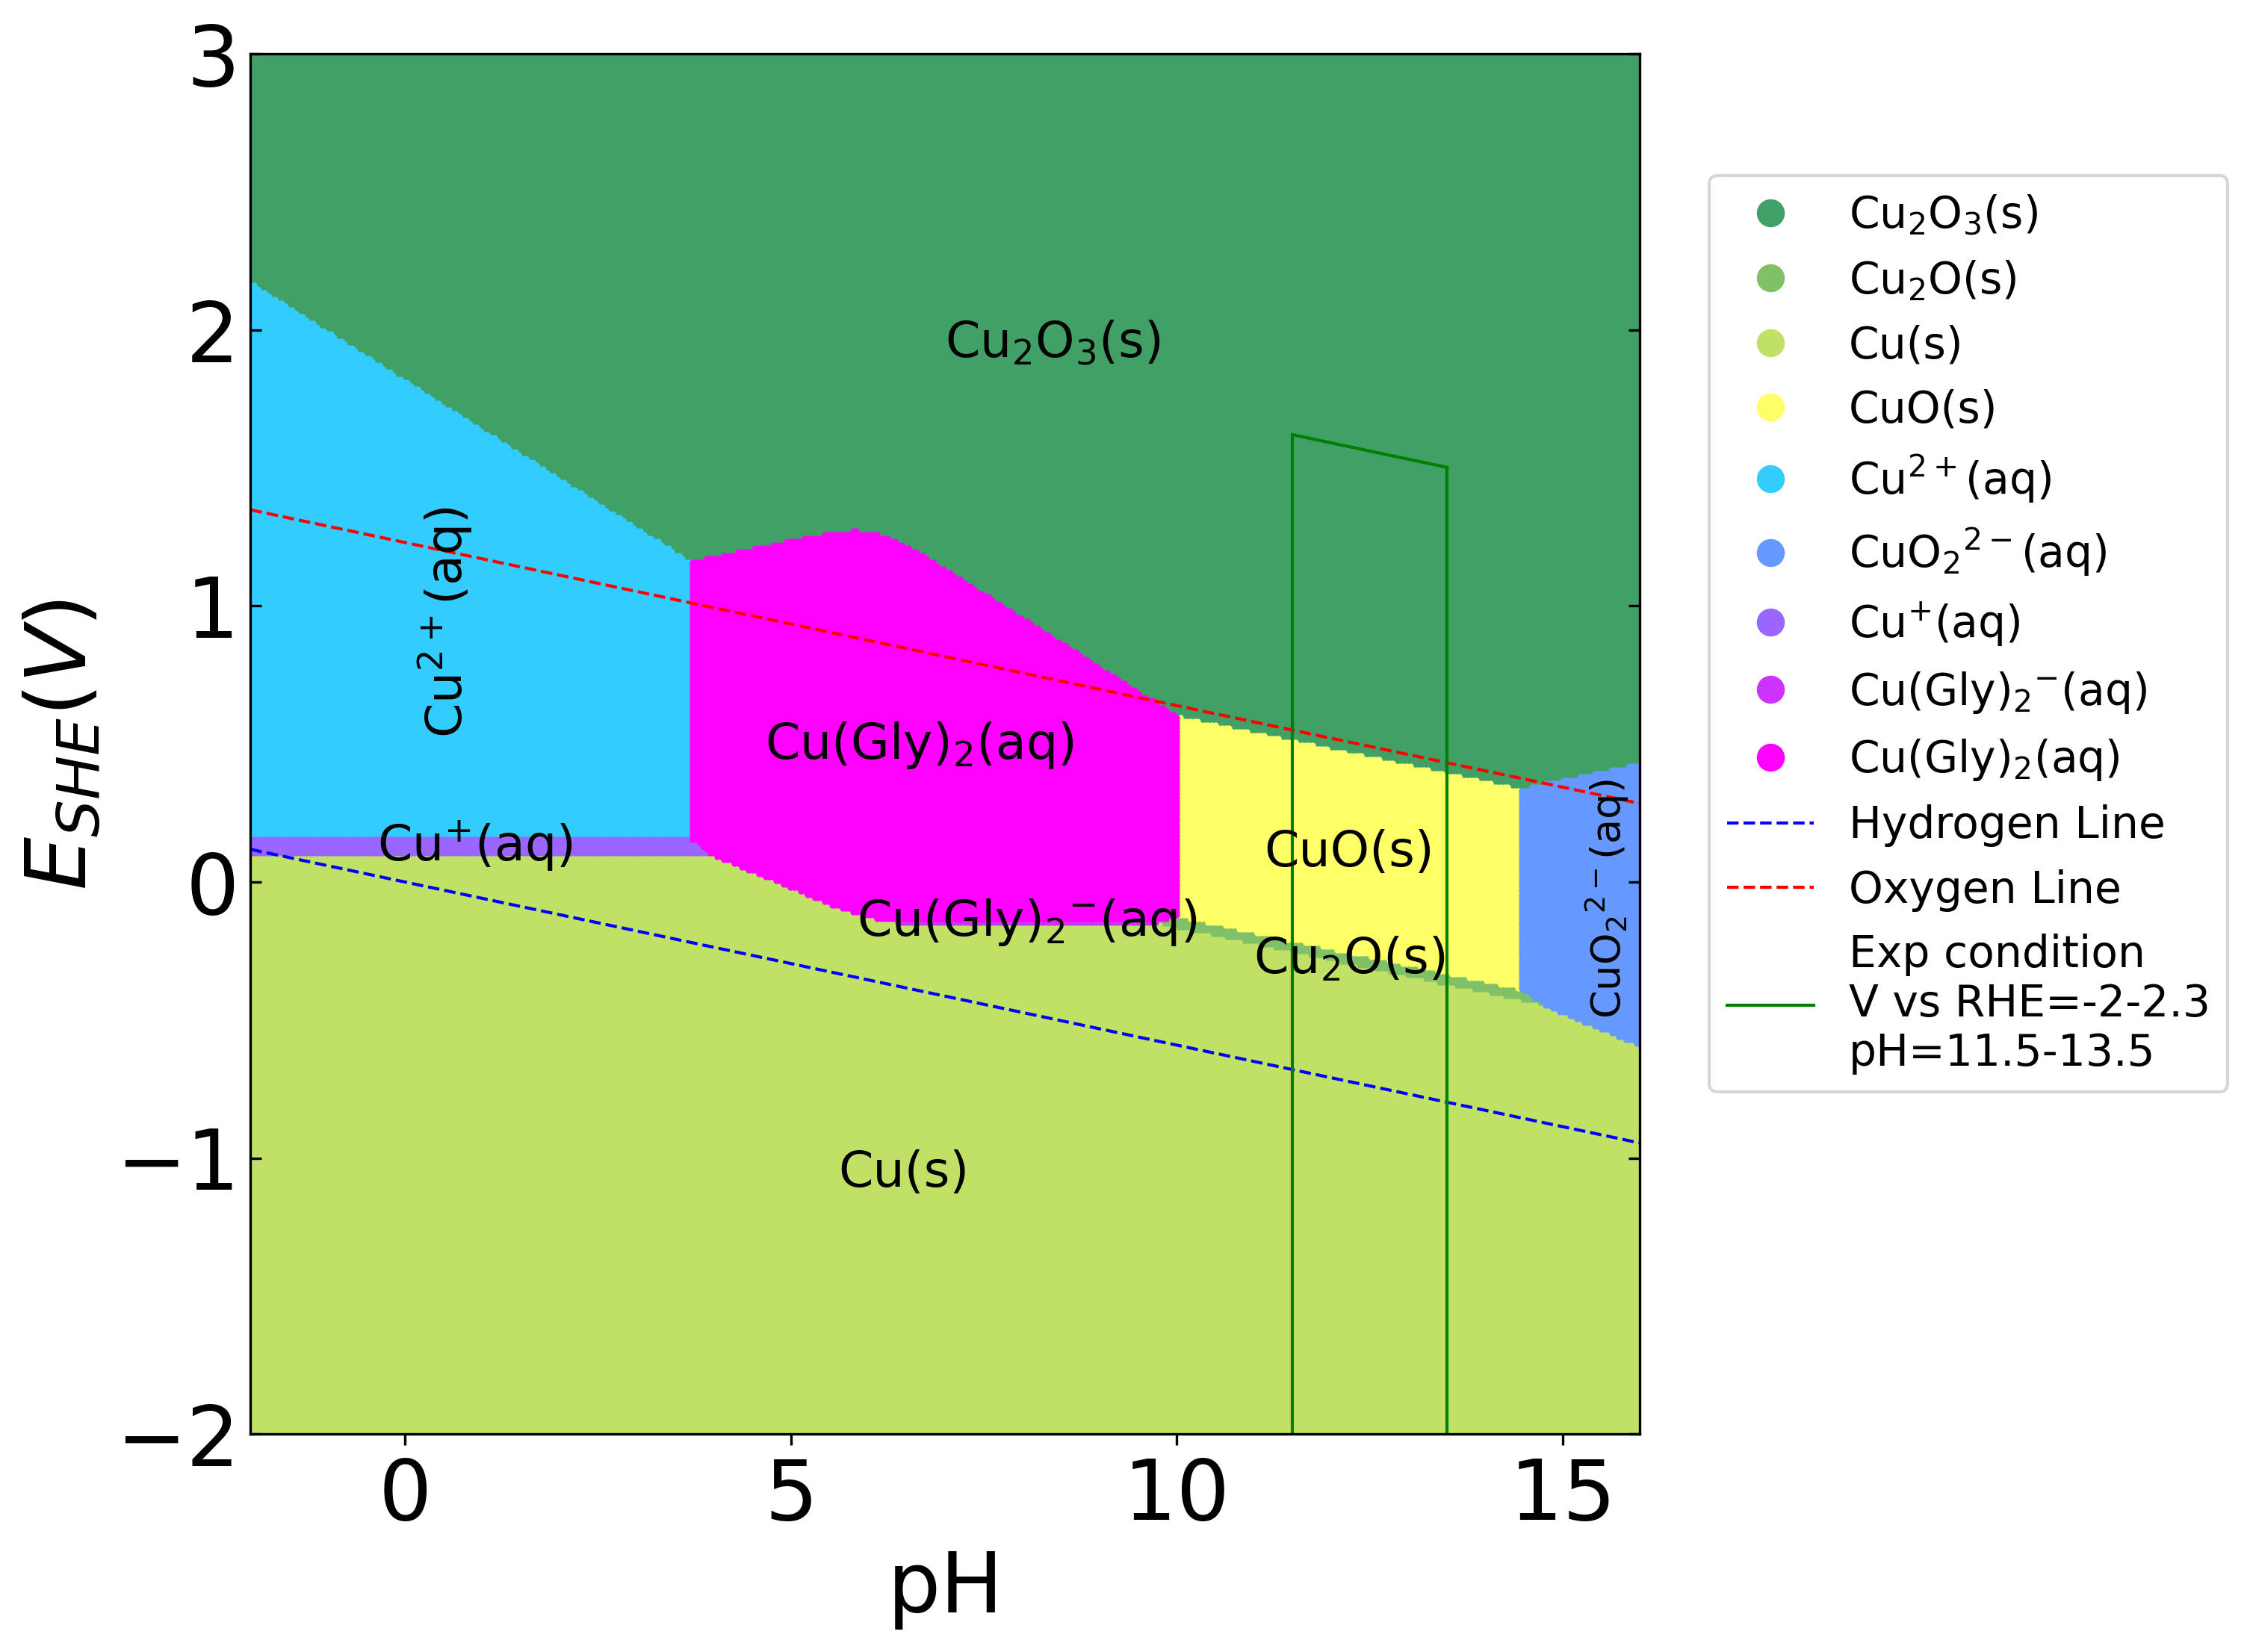 3
2
1
0
−1
−2
E_SHE(V)
0 5 10 15
pH
Cu₂O₃(s)
Cu²⁺(aq)
Cu(Gly)₂(aq)
Cu⁺(aq)
CuO(s)
CuO₂²⁻(aq)
Cu(Gly)₂⁻(aq)
Cu₂O(s)
Cu(s)
Cu₂O₃(s)
Cu₂O(s)
Cu(s)
CuO(s)
Cu²⁺(aq)
CuO₂²⁻(aq)
Cu⁺(aq)
Cu(Gly)₂⁻(aq)
Cu(Gly)₂(aq)
Hydrogen Line
Oxygen Line
Exp condition
V vs RHE=-2-2.3
pH=11.5-13.5